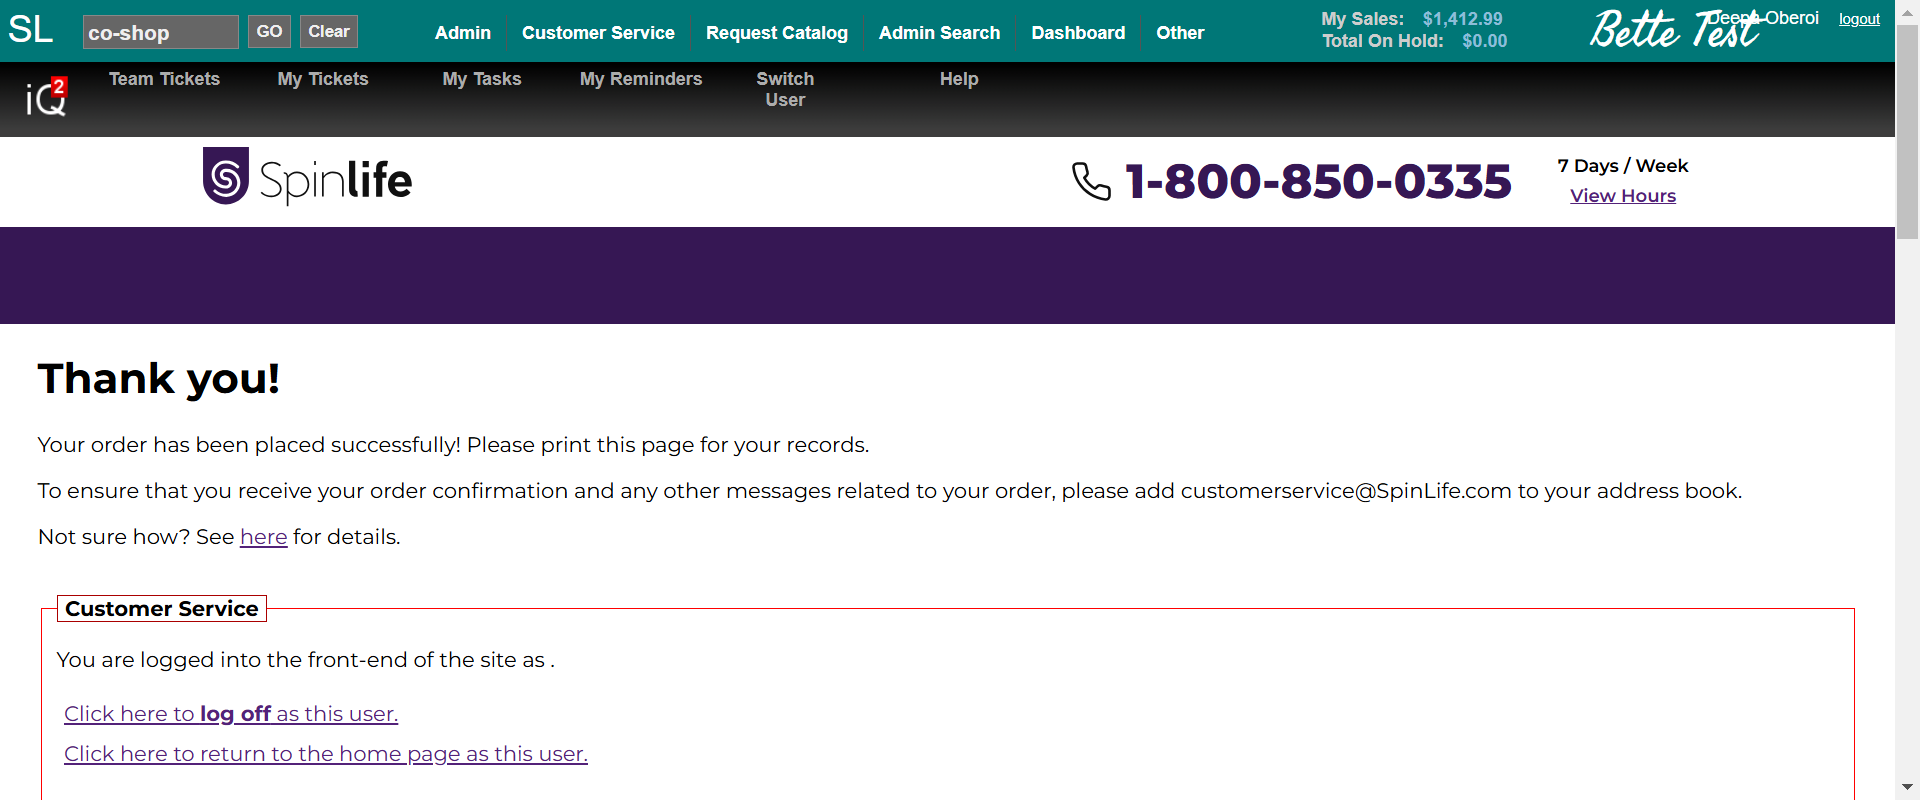 SL co-shop GO Clear Admin Customer Service Request Catalog Admin Search Dashboard Other My Sales: $1,412.99 Bette Test Deepa Oberoi logout
Total On Hold: $0.00
iQ2 Team Tickets My Tickets My Tasks My Reminders Switch User Help
Spinlife 1-800-850-0335 7 Days / Week
View Hours
Thank you!
Your order has been placed successfully! Please print this page for your records.
To ensure that you receive your order confirmation and any other messages related to your order, please add customerservice@SpinLife.com to your address book.
Not sure how? See here for details.
Customer Service
You are logged into the front-end of the site as .
Click here to log off as this user.
Click here to return to the home page as this user.